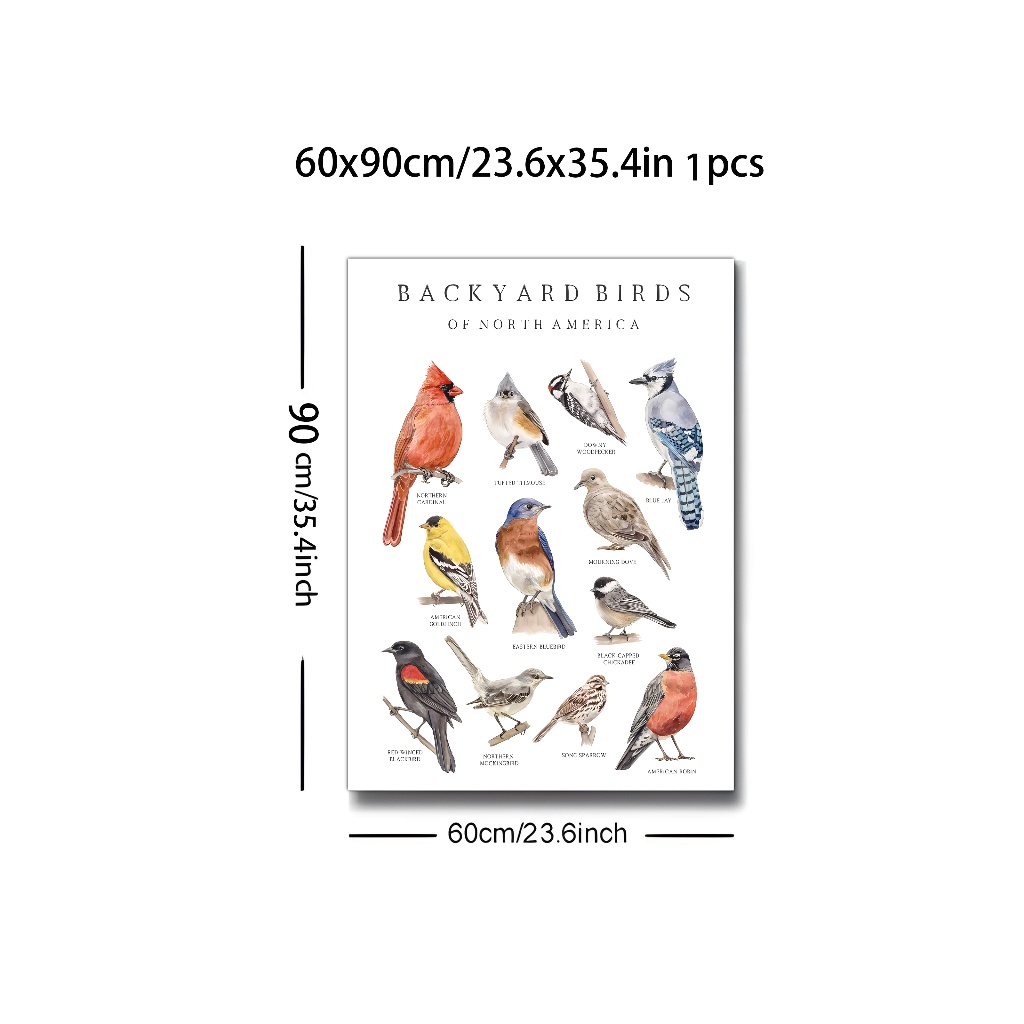 60x90cm/23.6x35.4in 1pcs
90 cm/35.4inch
BACKYARD BIRDS
OF NORTH AMERICA
NORTHERN
CARDINAL
TUFTED TITMOUSE
DOWNY
WOODPECKER
BLUE JAY
AMERICAN
GOLDFINCH
EASTERN BLUEBIRD
MOURNING DOVE
BLACK-CAPPED
CHICKADEE
RED WINGED
BLACKBIRD
NORTHERN
MOCKINGBIRD
SONG SPARROW
AMERICAN ROBIN
60cm/23.6inch